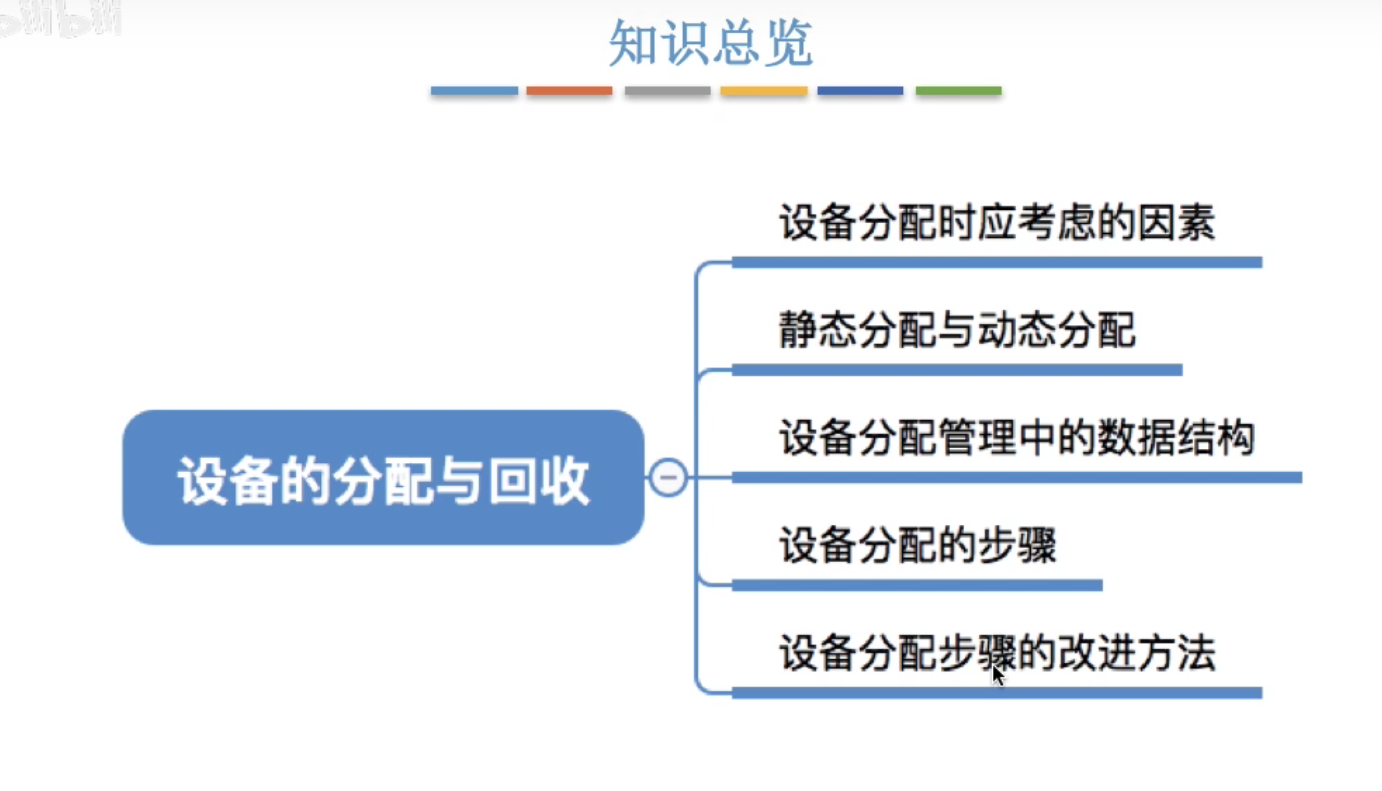 bilibili
知识总览
设备分配时应考虑的因素
静态分配与动态分配
设备的分配与回收
设备分配管理中的数据结构
设备分配的步骤
设备分配步骤的改进方法